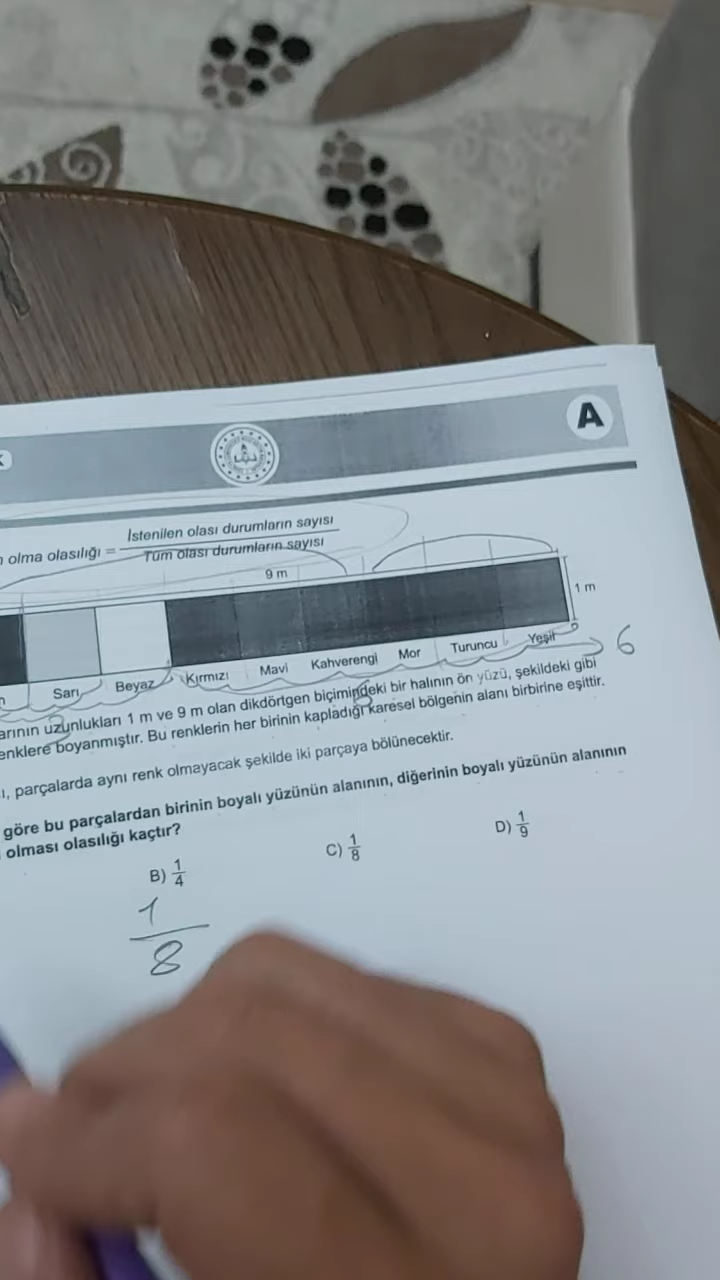 A
olma olasılığı = İstenilen olası durumların sayısı
Tüm olası durumların sayısı
9 m
1 m
Sarı Beyaz Kırmızı Mavi Kahverengi Mor Turuncu Yeşil
6
arının uzunlukları 1 m ve 9 m olan dikdörtgen biçimindeki bir halının ön yüzü, şekildeki gibi
enklere boyanmıştır. Bu renklerin her birinin kapladığı karesel bölgenin alanı birbirine eşittir.
ı, parçalarda aynı renk olmayacak şekilde iki parçaya bölünecektir.
göre bu parçalardan birinin boyalı yüzünün alanının, diğerinin boyalı yüzünün alanının
olması olasılığı kaçtır?
B) 1/4 C) 1/8 D) 1/9
1
8